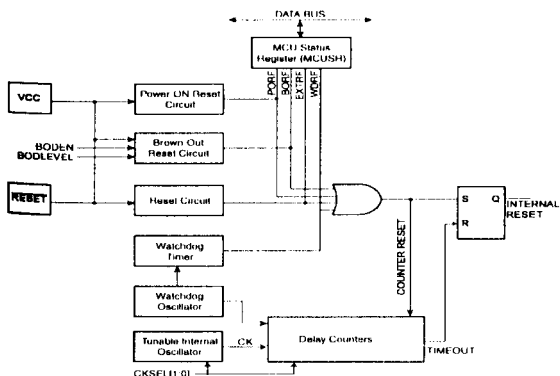 DATA BUS
MCU Status
Register (MCUSR)
PORF
BORF
EXTRF
WDRF
VCC
Power ON Reset
Circuit
BODEN
BODLEVEL
Brown Out
Reset Circuit
RESET
Reset Circuit
S
Q
R
INTERNAL
RESET
COUNTER RESET
Watchdog
Timer
Watchdog
Oscillator
Tunable Internal
Oscillator
CK
Delay Counters
TIMEOUT
CKSEL[1:0]